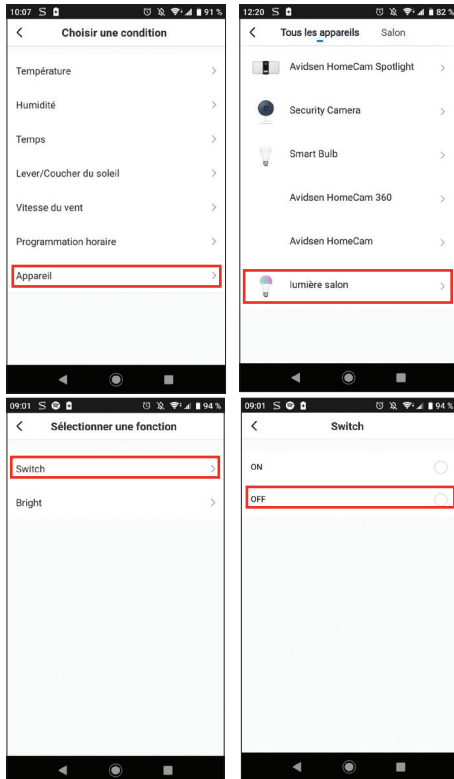 10:07 S 91 %
Choisir une condition
Température
Humidité
Temps
Lever/Coucher du soleil
Vitesse du vent
Programmation horaire
Appareil
12:20 S 82 %
Tous les appareils Salon
Avidsen HomeCam Spotlight
Security Camera
Smart Bulb
Avidsen HomeCam 360
Avidsen HomeCam
lumière salon
09:01 S 94 %
Sélectionner une fonction
Switch
Bright
09:01 S 94 %
Switch
ON
OFF